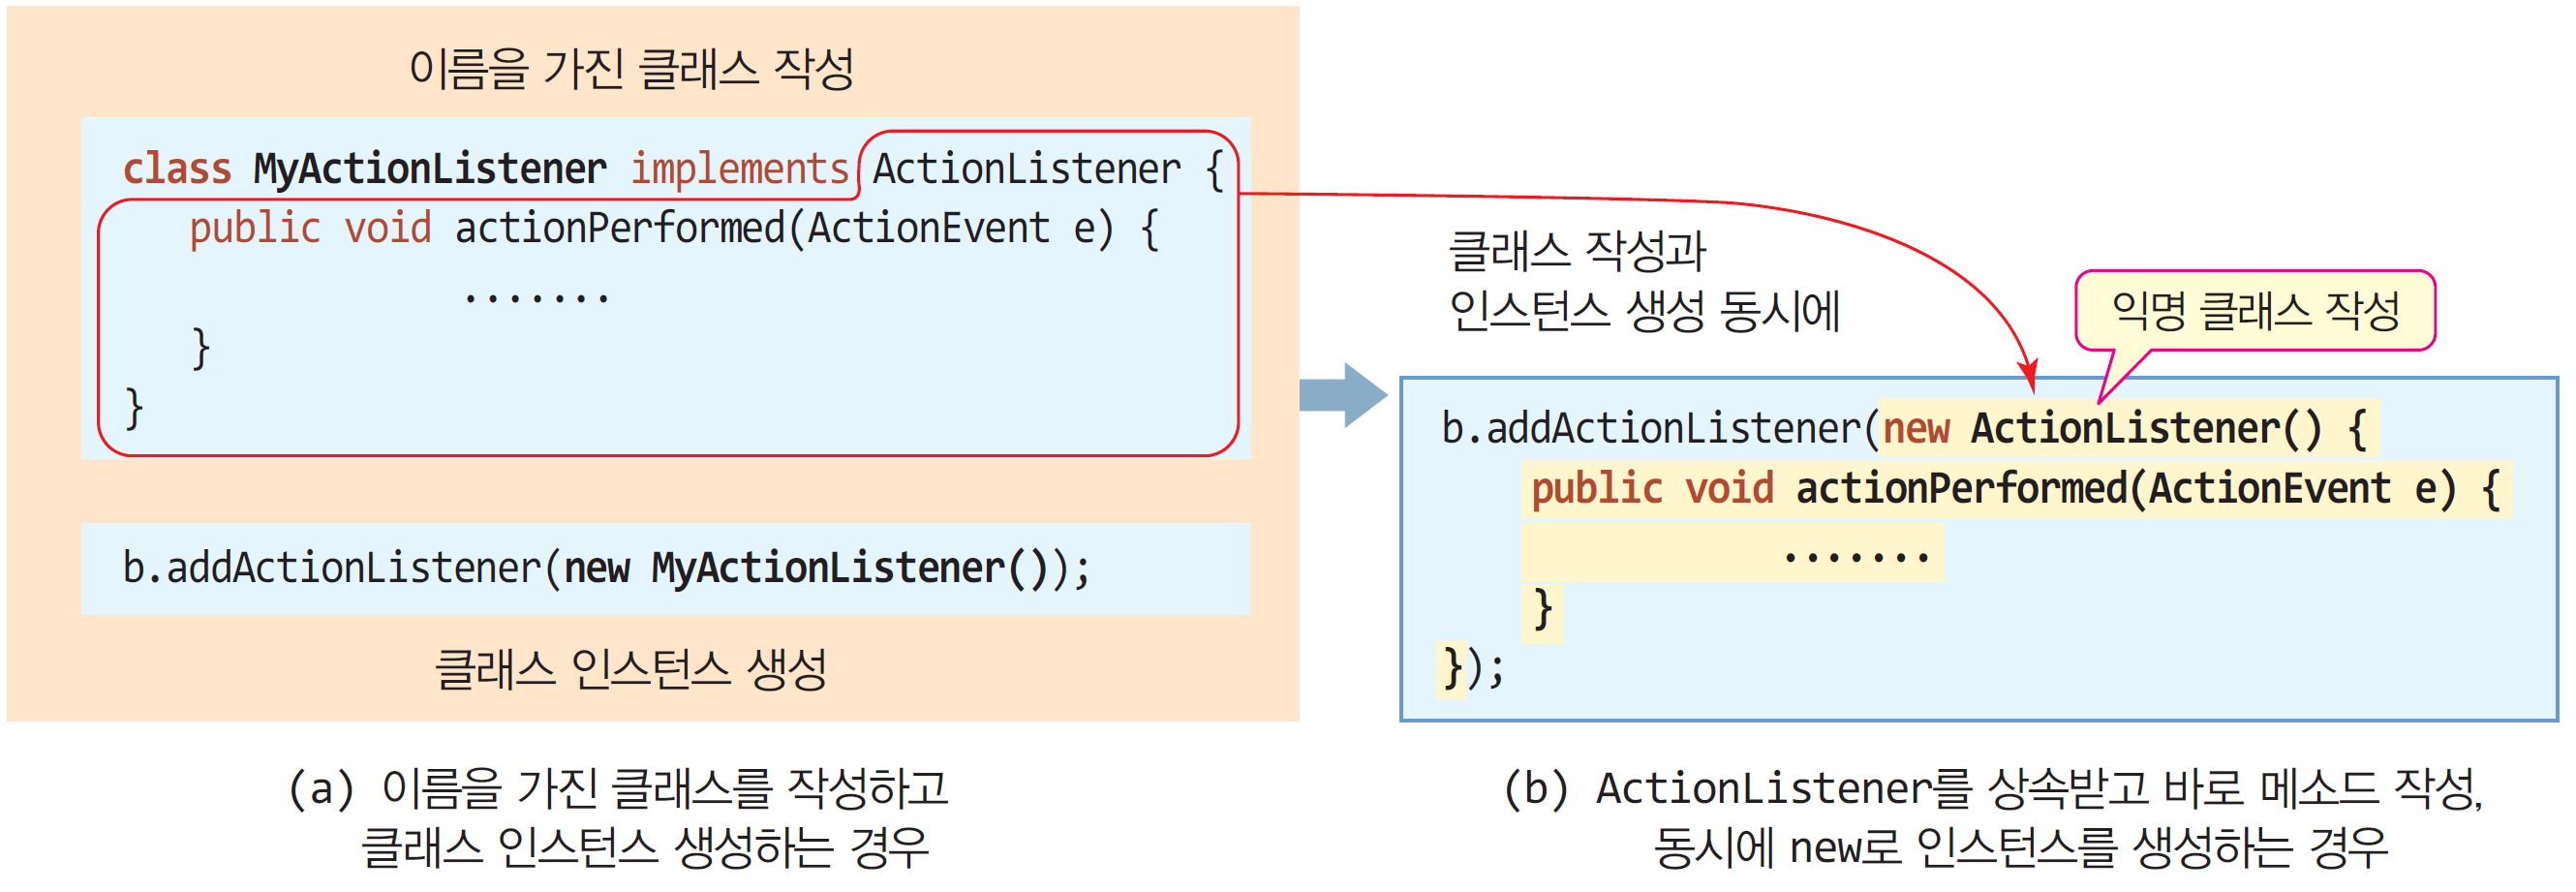 이름을 가진 클래스 작성
class MyActionListener implements ActionListener {
public void actionPerformed(ActionEvent e) {
.......
}
}
b.addActionListener(new MyActionListener());
클래스 인스턴스 생성
(a) 이름을 가진 클래스를 작성하고
클래스 인스턴스 생성하는 경우
클래스 작성과
인스턴스 생성 동시에
익명 클래스 작성
b.addActionListener(new ActionListener() {
public void actionPerformed(ActionEvent e) {
.......
}
});
(b) ActionListener를 상속받고 바로 메소드 작성,
동시에 new로 인스턴스를 생성하는 경우